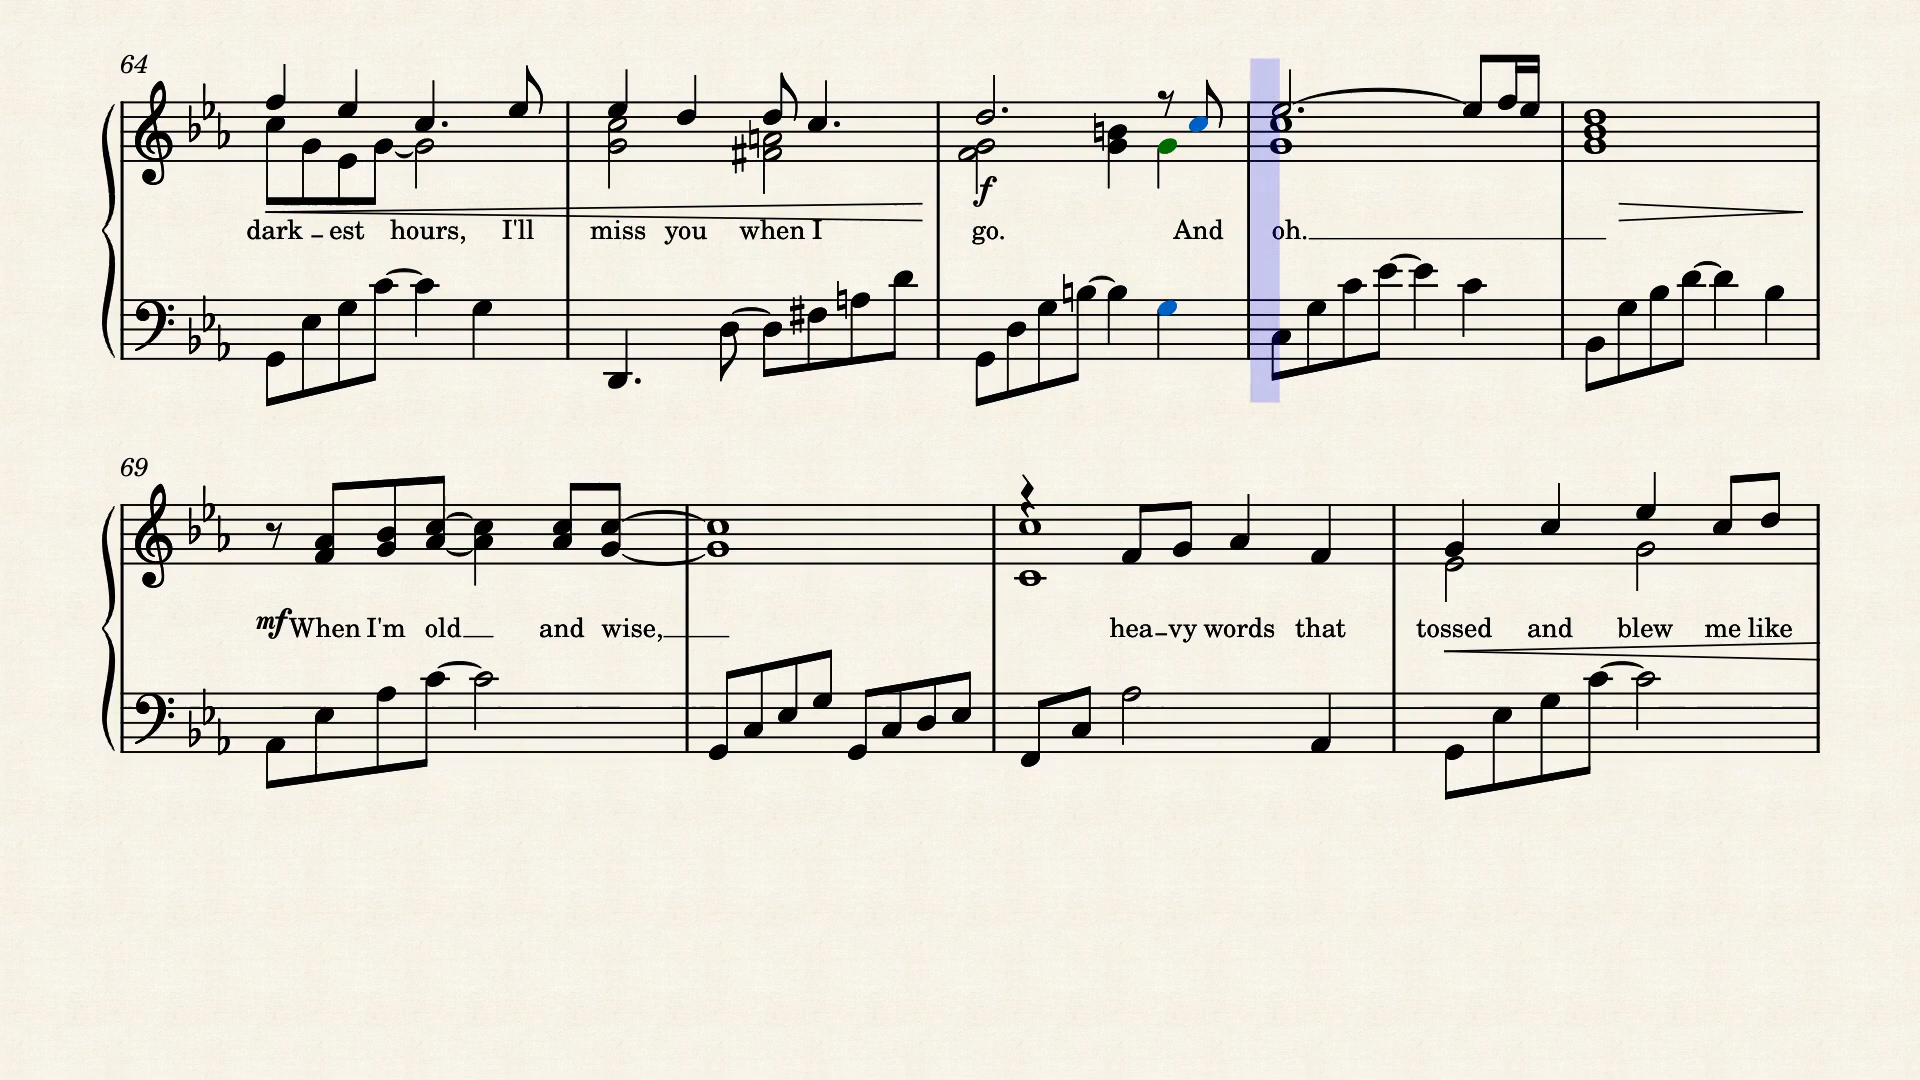 64
f
dark – est hours, I'll miss you when I go. And oh.
69
mf When I'm old and wise, hea – vy words that tossed and blew me like